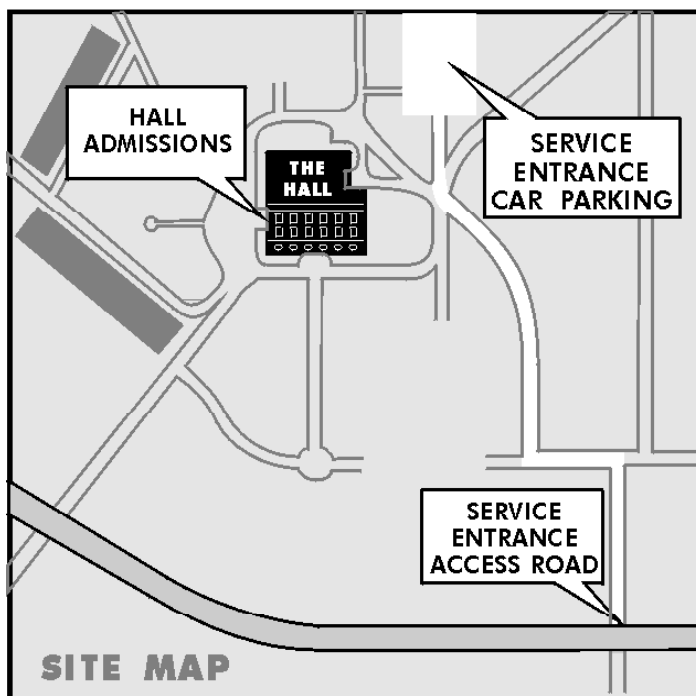 HALL
ADMISSIONS
THE
HALL
SERVICE
ENTRANCE
CAR PARKING
SERVICE
ENTRANCE
ACCESS ROAD
SITE MAP